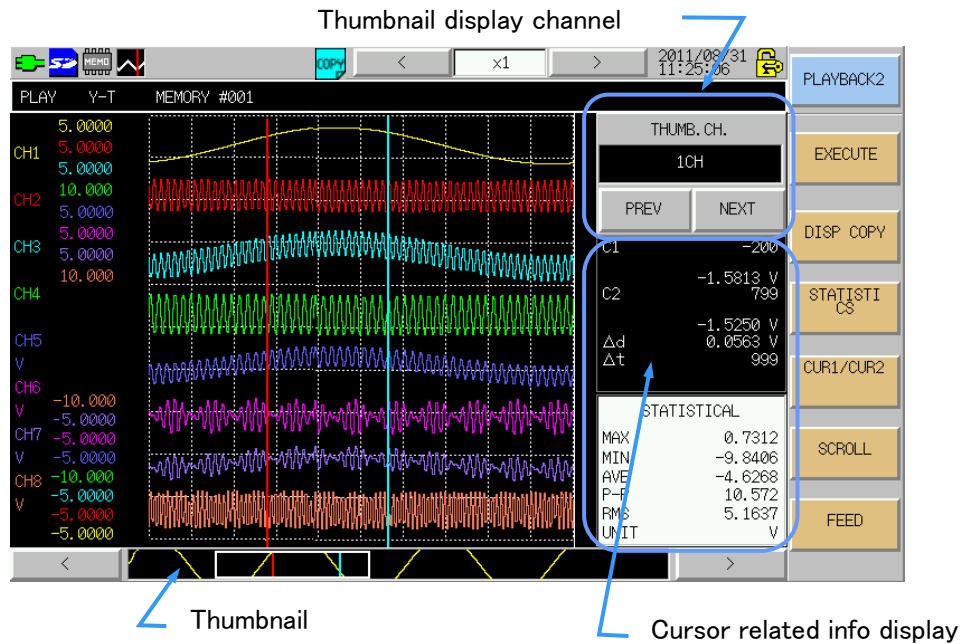 Thumbnail display channel
SD MEMO COPY < ×1 > 2011/08/31
11:25:06
PLAYBACK2
PLAY Y-T MEMORY #001
5.0000
CH1 5.0000
5.0000
CH2 10.000
5.0000
5.0000
CH3 5.0000
10.000
CH4
CH5
V
CH6
V -10.000
-5.0000
CH7 -5.0000
V -5.0000
CH8 -10.000
-5.0000
V -5.0000
-5.0000
THUMB.CH.
1CH
PREV NEXT
C1 -200
-1.5813 V
C2 799
-1.5250 V
Δd 0.0563 V
Δt 999
STATISTICAL
MAX 0.7312
MIN -9.8406
AVE -4.6268
P-P 10.572
RMS 5.1637
UNIT V
EXECUTE
DISP COPY
STATISTI
CS
CUR1/CUR2
SCROLL
FEED
< >
Thumbnail
Cursor related info display